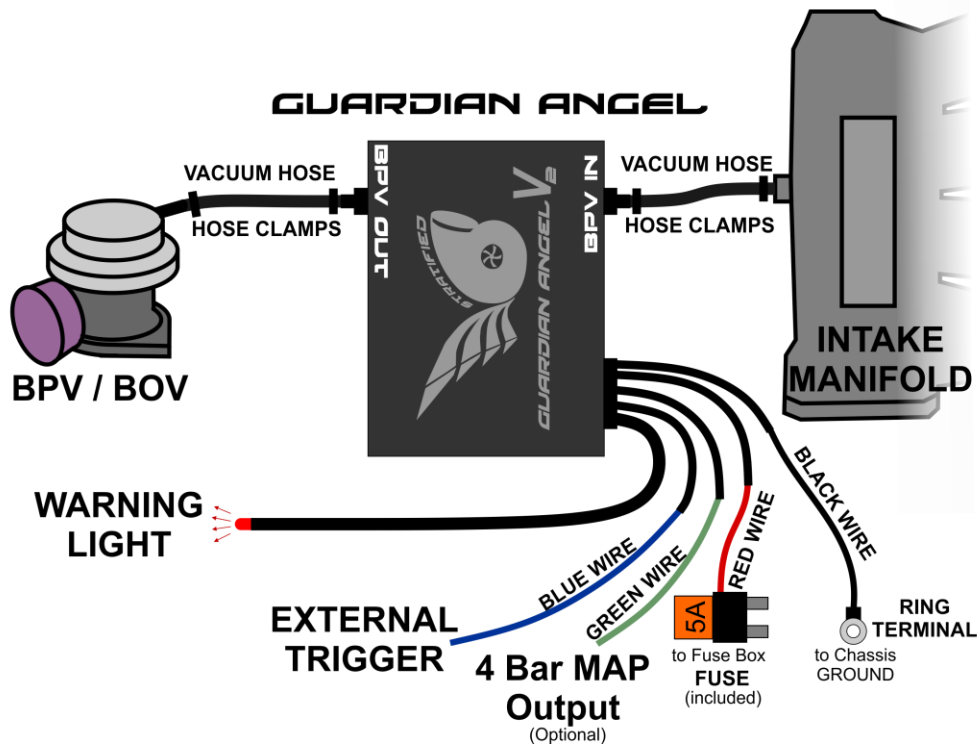 GUARDIAN ANGEL
VACUUM HOSE
HOSE CLAMPS
BPV OUT
STRATIFIED
GUARDIAN ANGEL V2
BPV IN
VACUUM HOSE
HOSE CLAMPS
BPV / BOV
INTAKE
MANIFOLD
WARNING
LIGHT
BLUE WIRE
GREEN WIRE
RED WIRE
BLACK WIRE
EXTERNAL
TRIGGER
4 Bar MAP
Output
(Optional)
5A
to Fuse Box
FUSE
(included)
RING
TERMINAL
to Chassis
GROUND